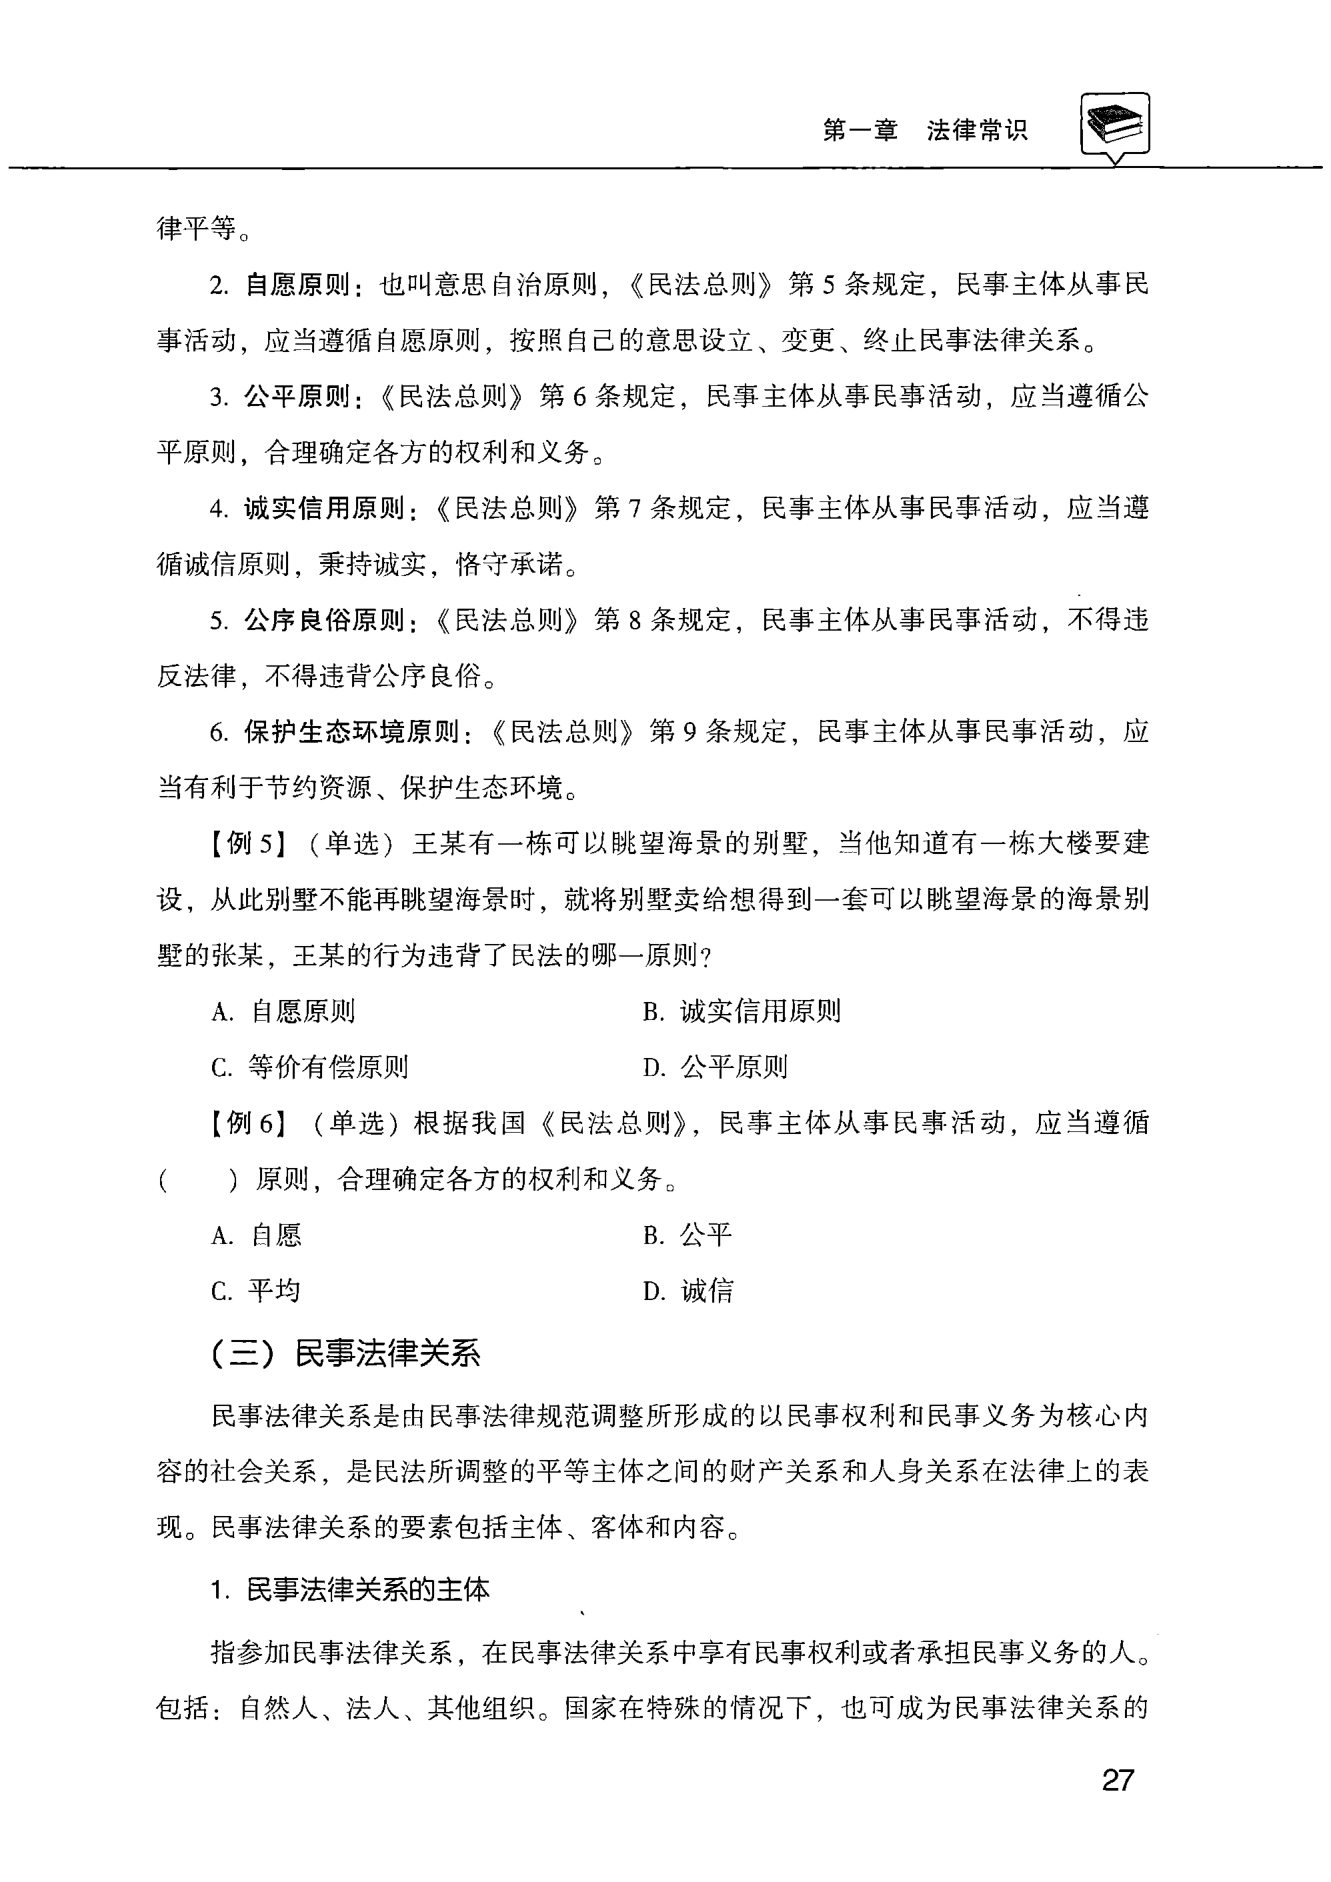 第一章 法律常识
律平等。
2. 自愿原则：也叫意思自治原则，《民法总则》第 5 条规定，民事主体从事民
事活动，应当遵循自愿原则，按照自己的意思设立、变更、终止民事法律关系。
3. 公平原则：《民法总则》第 6 条规定，民事主体从事民事活动，应当遵循公
平原则，合理确定各方的权利和义务。
4. 诚实信用原则：《民法总则》第 7 条规定，民事主体从事民事活动，应当遵
循诚信原则，秉持诚实，恪守承诺。
5. 公序良俗原则：《民法总则》第 8 条规定，民事主体从事民事活动，不得违
反法律，不得违背公序良俗。
6. 保护生态环境原则：《民法总则》第 9 条规定，民事主体从事民事活动，应
当有利于节约资源、保护生态环境。
【例 5】（单选）王某有一栋可以眺望海景的别墅，当他知道有一栋大楼要建
设，从此别墅不能再眺望海景时，就将别墅卖给想得到一套可以眺望海景的海景别
墅的张某，王某的行为违背了民法的哪一原则？
A. 自愿原则 B. 诚实信用原则
C. 等价有偿原则 D. 公平原则
【例 6】（单选）根据我国《民法总则》，民事主体从事民事活动，应当遵循
（ ）原则，合理确定各方的权利和义务。
A. 自愿 B. 公平
C. 平均 D. 诚信
（三）民事法律关系
民事法律关系是由民事法律规范调整所形成的以民事权利和民事义务为核心内
容的社会关系，是民法所调整的平等主体之间的财产关系和人身关系在法律上的表
现。民事法律关系的要素包括主体、客体和内容。
1. 民事法律关系的主体
指参加民事法律关系，在民事法律关系中享有民事权利或者承担民事义务的人。
包括：自然人、法人、其他组织。国家在特殊的情况下，也可成为民事法律关系的
27